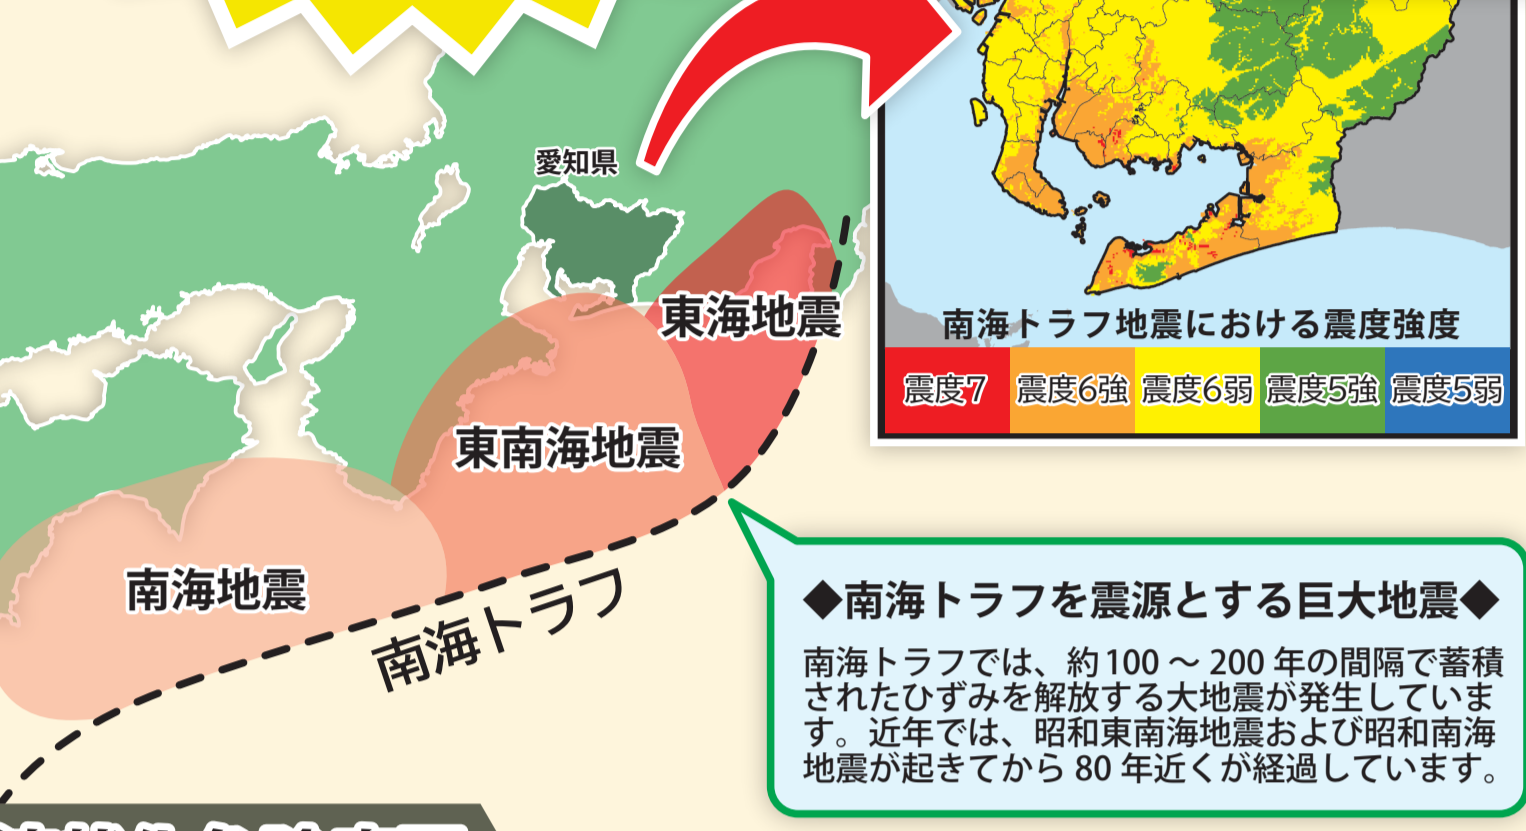 愛知県
東海地震
東南海地震
南海地震
南海トラフ
南海トラフ地震における震度強度
震度7 震度6強 震度6弱 震度5強 震度5弱
◆南海トラフを震源とする巨大地震◆
南海トラフでは、約100～200年の間隔で蓄積
されたひずみを解放する大地震が発生していま
す。近年では、昭和東南海地震および昭和南海
地震が起きてから80年近くが経過しています。